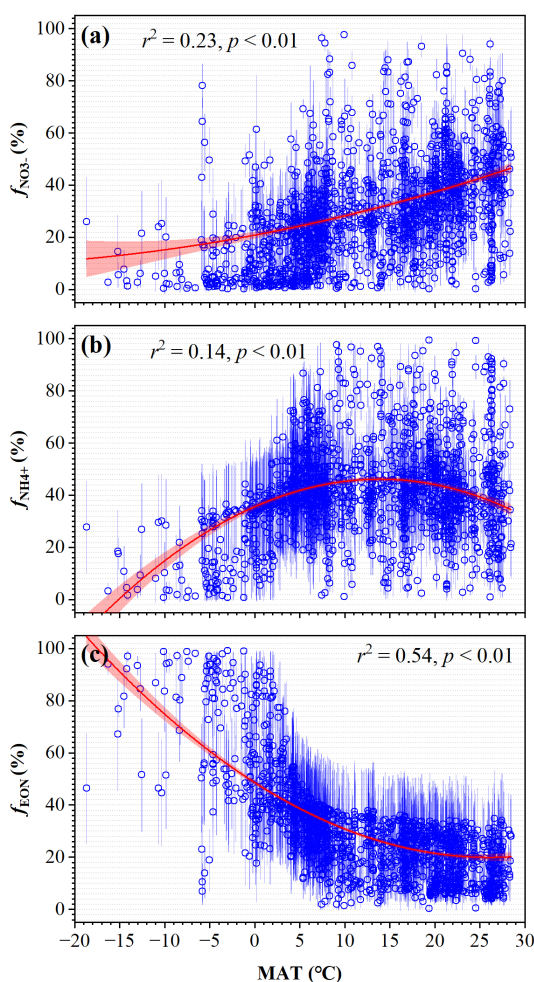 (a)
r² = 0.23, p < 0.01
100
80
60
40
20
0
fNO3- (%)
(b)
r² = 0.14, p < 0.01
100
80
60
40
20
0
fNH4+ (%)
(c)
r² = 0.54, p < 0.01
100
80
60
40
20
0
fEON (%)
−20 −15 −10 −5 0 5 10 15 20 25 30
MAT (℃)